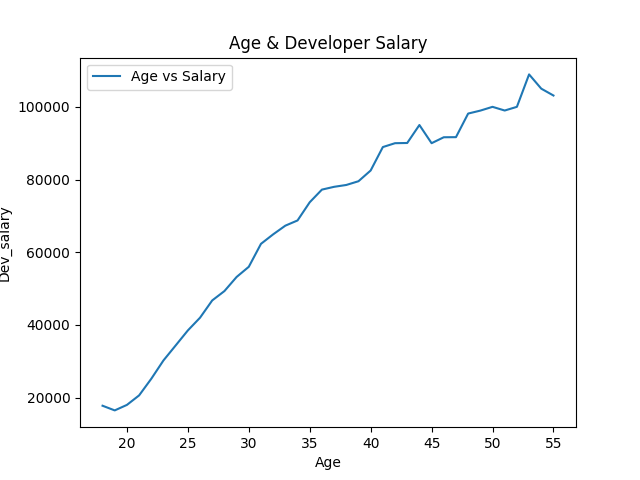 Age & Developer Salary
Age vs Salary
100000
80000
60000
40000
20000
Dev_salary
20 25 30 35 40 45 50 55
Age